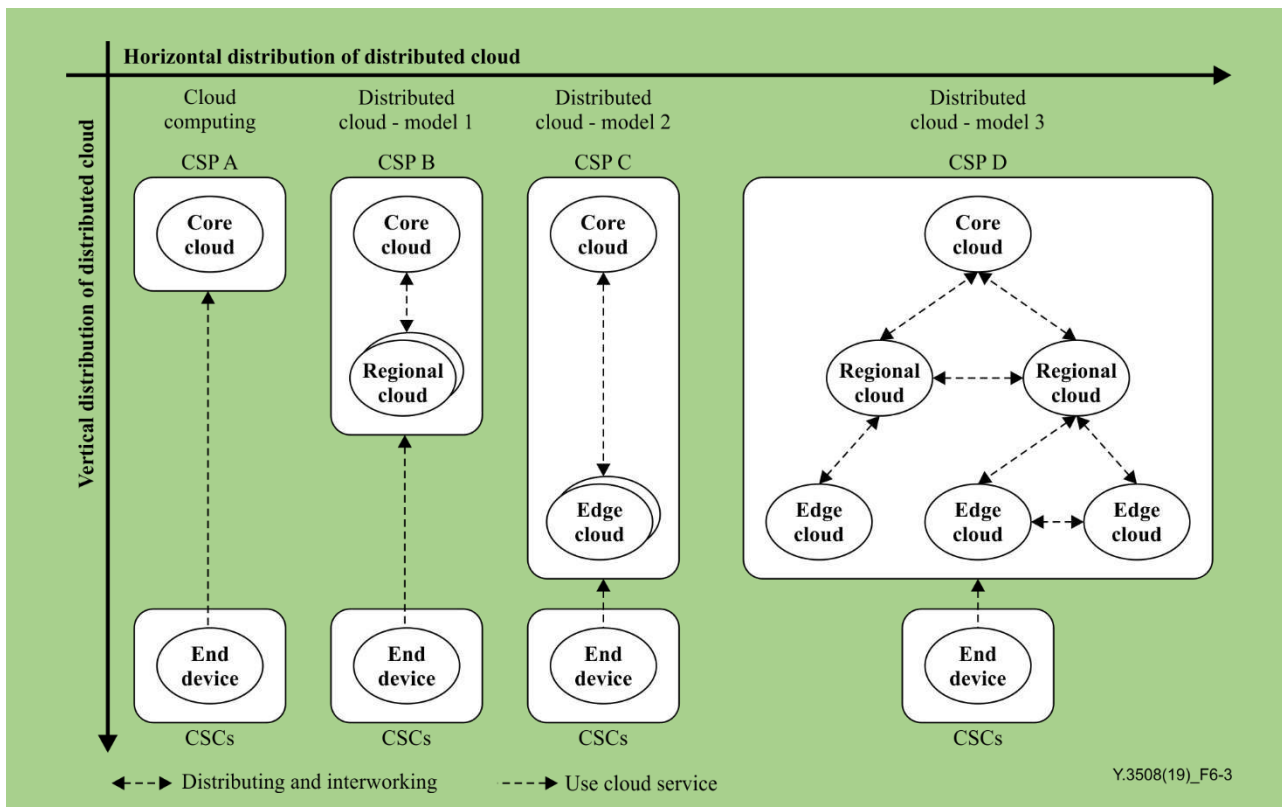 Horizontal distribution of distributed cloud
Vertical distribution of distributed cloud
Cloud
computing
CSP A
Core
cloud
End
device
CSCs
Distributed
cloud - model 1
CSP B
Core
cloud
Regional
cloud
End
device
CSCs
Distributed
cloud - model 2
CSP C
Core
cloud
Edge
cloud
End
device
CSCs
Distributed
cloud - model 3
CSP D
Core
cloud
Regional
cloud
Regional
cloud
Edge
cloud
Edge
cloud
Edge
cloud
End
device
CSCs
Distributing and interworking
Use cloud service
Y.3508(19)_F6-3